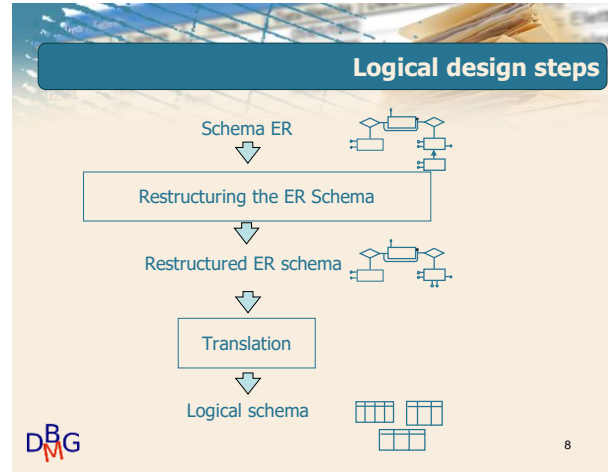 Logical design steps
Schema ER
Restructuring the ER Schema
Restructured ER schema
Translation
Logical schema
DBMG
8